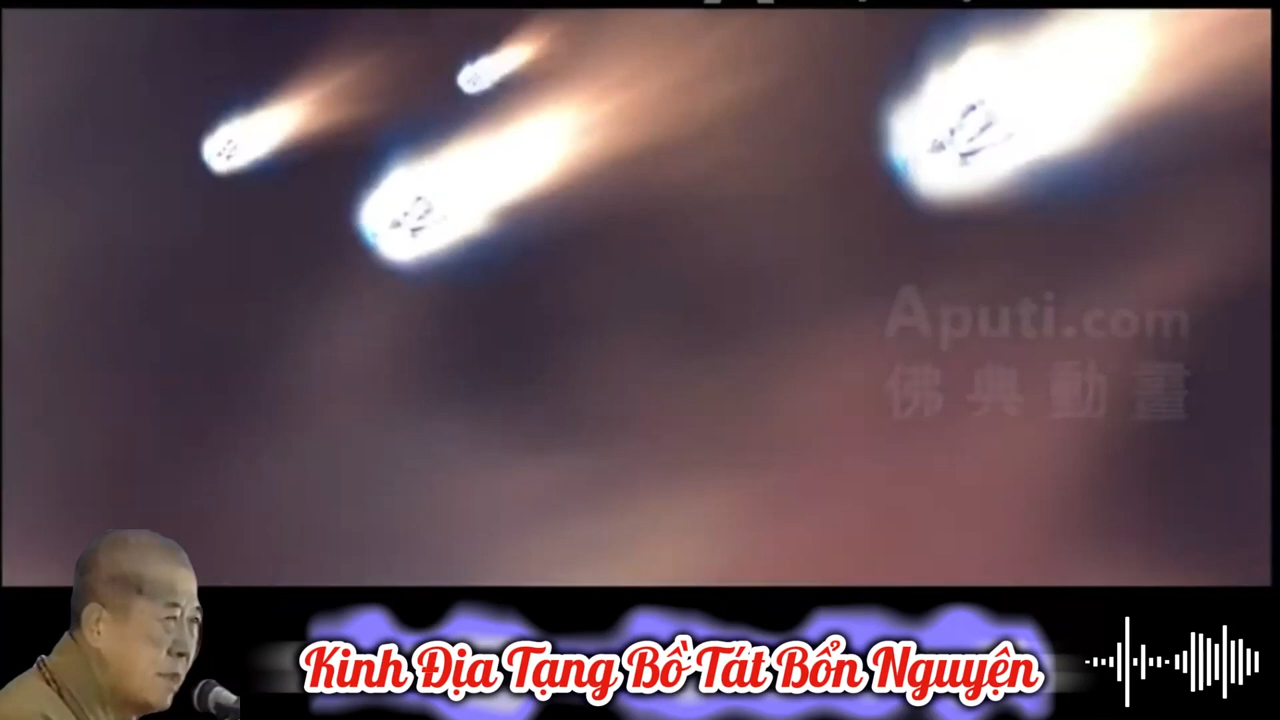 Aputi.com
佛典動畫
Kinh Địa Tạng Bồ Tát Bổn Nguyện